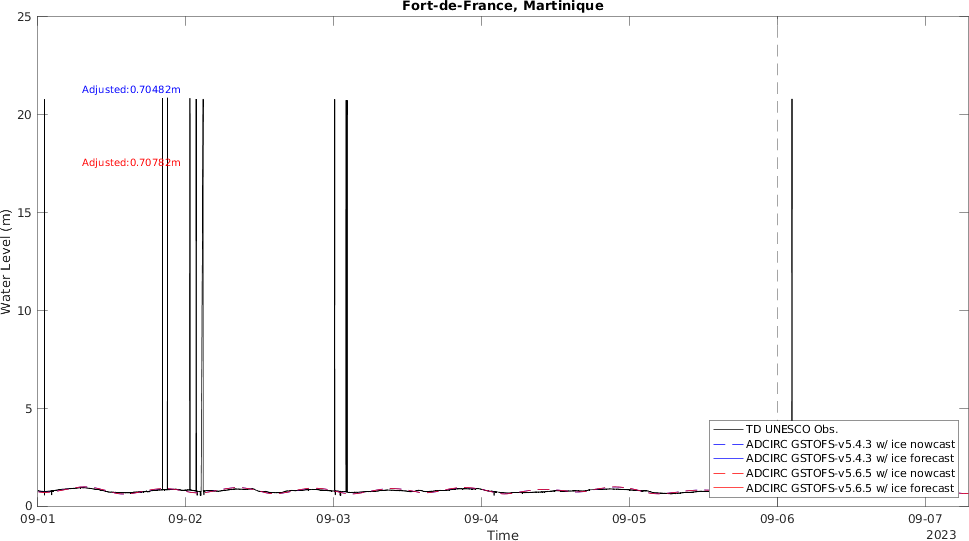 Fort-de-France, Martinique
25
20
15
10
5
0
Water Level (m)
Adjusted:0.70482m
Adjusted:0.70782m
TD UNESCO Obs.
ADCIRC GSTOFS-v5.4.3 w/ ice nowcast
ADCIRC GSTOFS-v5.4.3 w/ ice forecast
ADCIRC GSTOFS-v5.6.5 w/ ice nowcast
ADCIRC GSTOFS-v5.6.5 w/ ice forecast
09-01 09-02 09-03 09-04 09-05 09-06 09-07
Time
2023